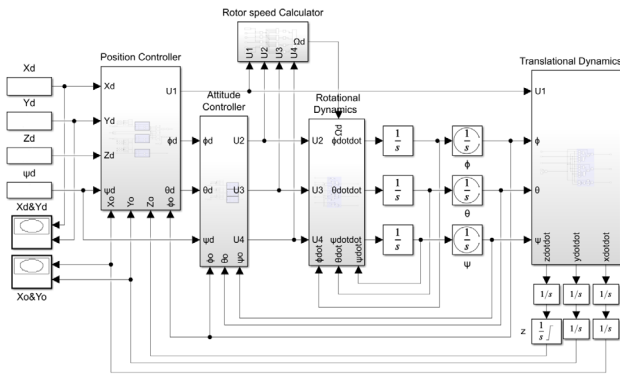 Rotor speed Calculator
Ωd
U1 U2 U3 U4
Position Controller
Translational Dynamics
Xd
Xd
U1
U1
Attitude
Controller
Rotational
Dynamics
Yd
Yd
Ωd
ϕd
ϕd
U2
U2
ϕdotdot
1/s
1/s
ϕ
ϕ
Zd
Zd
θd
θd
U3
U3
θdotdot
1/s
1/s
θ
θ
ψd
ψd
Xo Yo Zo ϕo
Xd&Yd
ψd
U4
U4
ψdotdot
1/s
1/s
ψ
ψ
ϕo θo ψo
ϕdot θdot ψdot
zdotdot ydotdot xdotdot
Xo&Yo
1/s 1/s 1/s
z
1/s 1/s 1/s